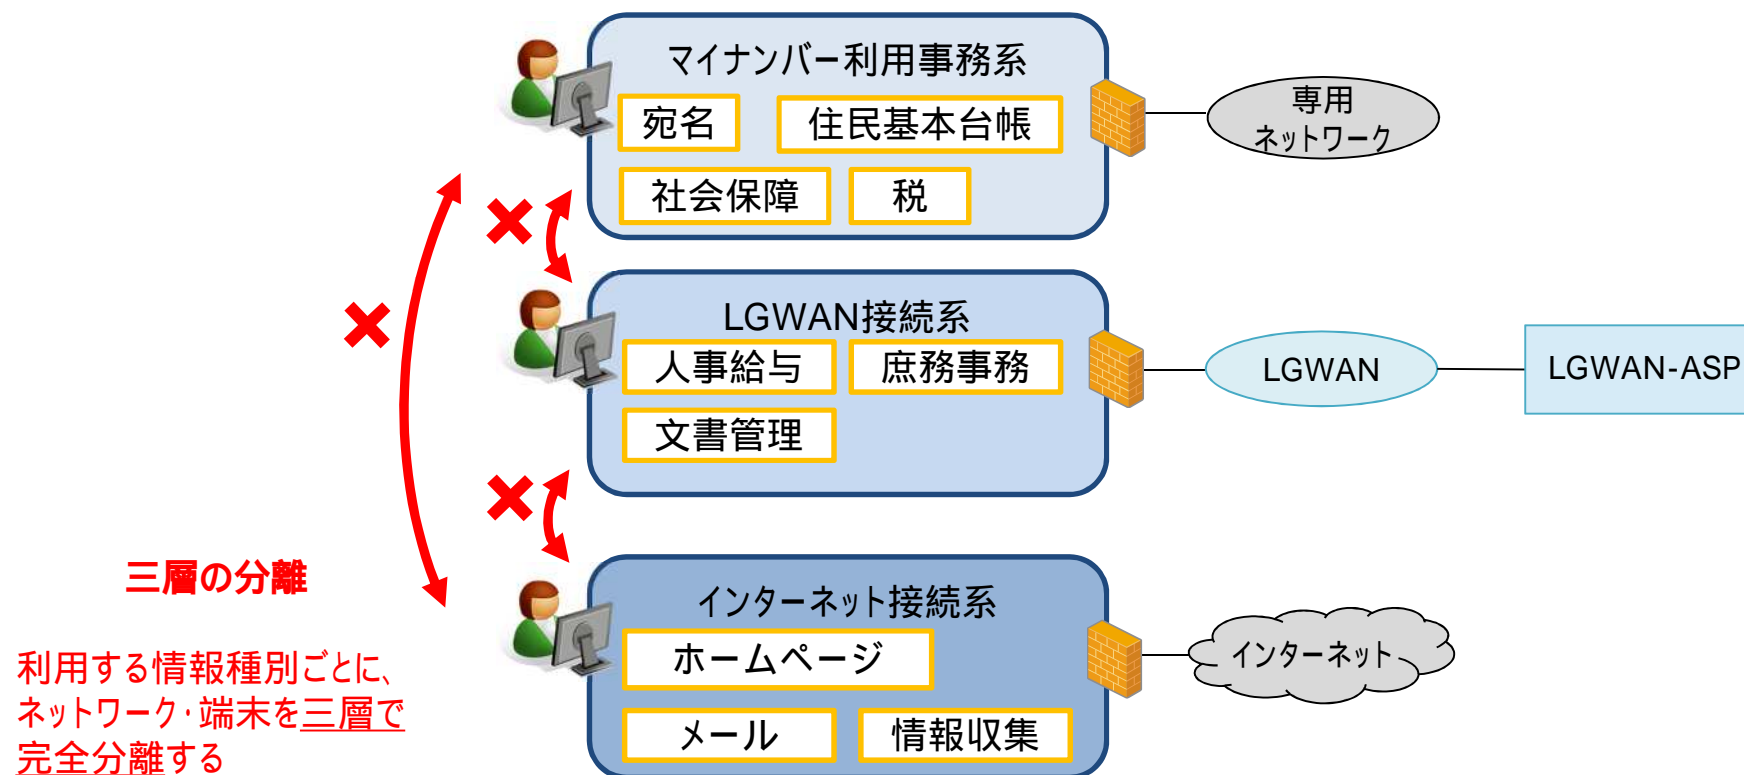 マイナンバー利用事務系
宛名
住民基本台帳
社会保障
税
専用
ネットワーク
LGWAN接続系
人事給与
庶務事務
文書管理
LGWAN
LGWAN-ASP
三層の分離
利用する情報種別ごとに、
ネットワーク・端末を三層で
完全分離する
インターネット接続系
ホームページ
メール
情報収集
インターネット